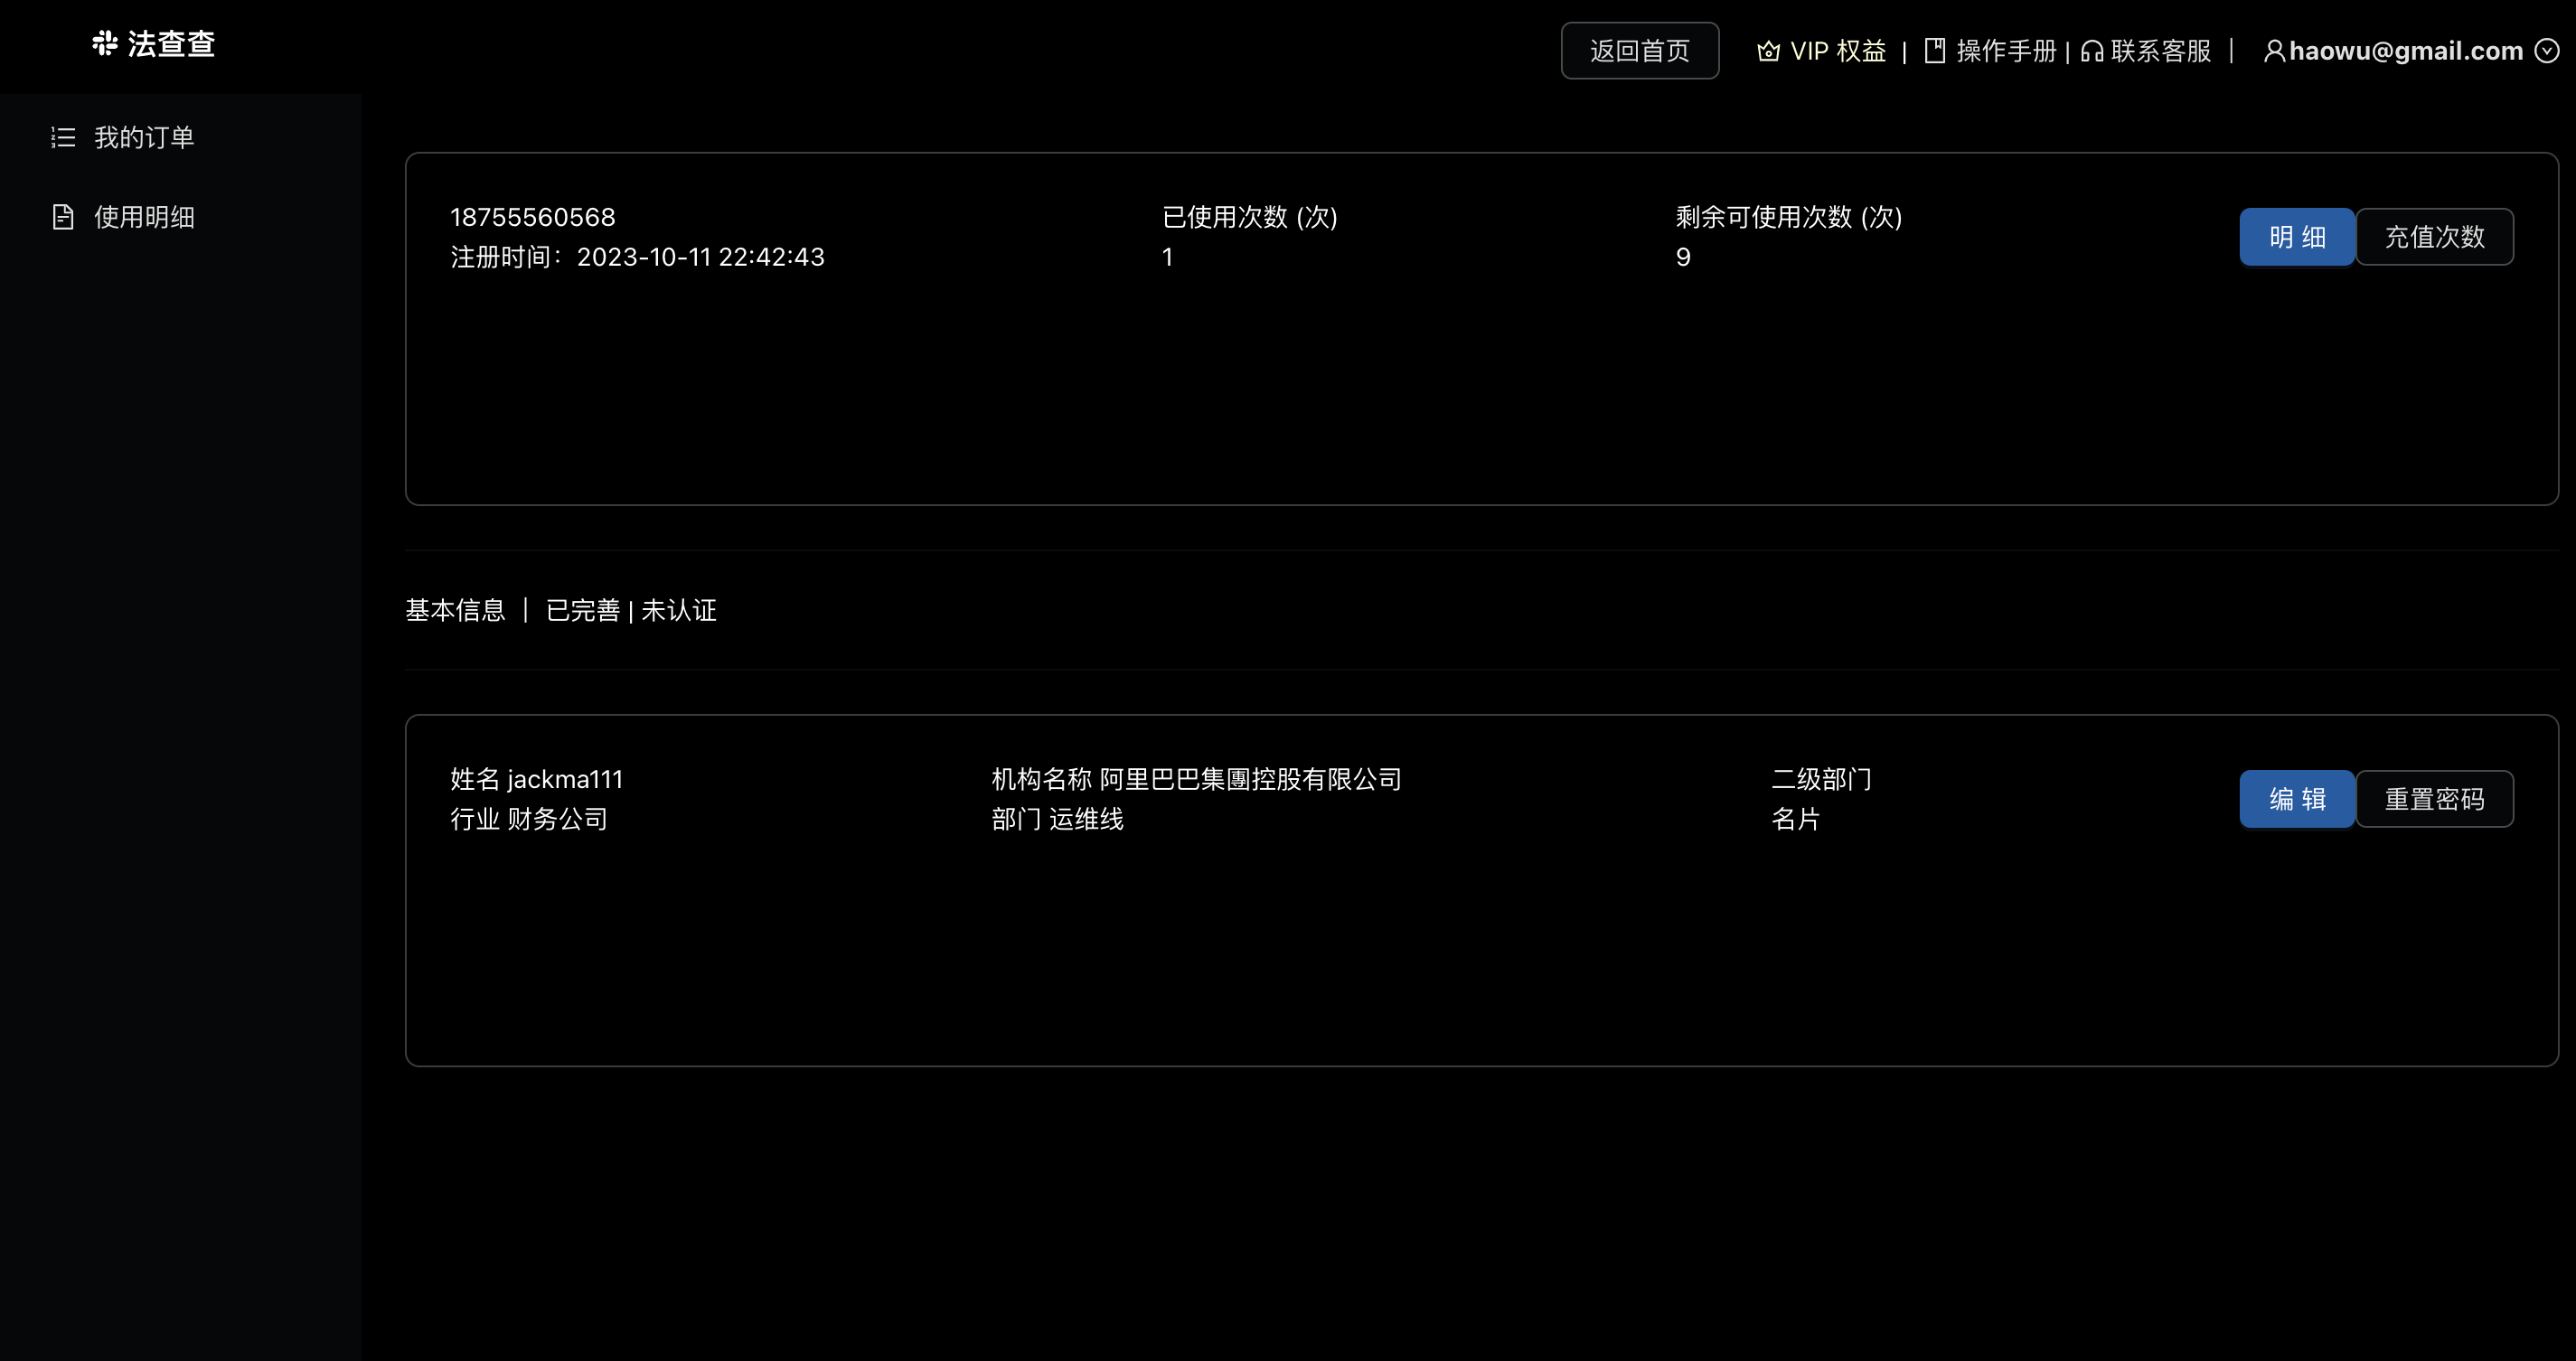 法查查
返回首页 VIP 权益 | 操作手册 | 联系客服 | haowu@gmail.com
我的订单
使用明细
18755560568
注册时间：2023-10-11 22:42:43
已使用次数 (次)
1
剩余可使用次数 (次)
9
明 细 充值次数
基本信息 | 已完善 | 未认证
姓名 jackma111
行业 财务公司
机构名称 阿里巴巴集團控股有限公司
部门 运维线
二级部门
名片
编 辑 重置密码